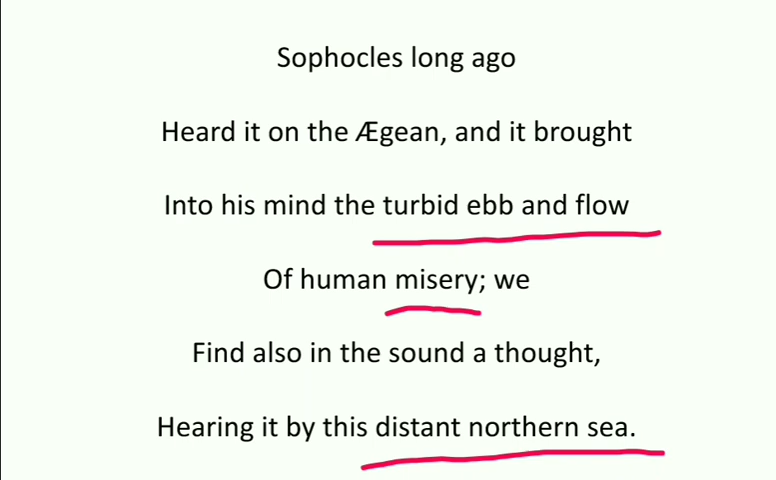 Sophocles long ago
Heard it on the Ægean, and it brought
Into his mind the turbid ebb and flow
Of human misery; we
Find also in the sound a thought,
Hearing it by this distant northern sea.